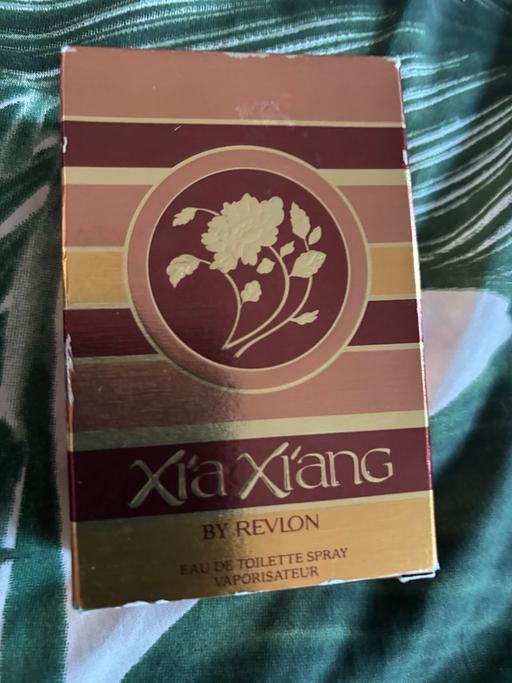 Xi'a Xi'ang
BY REVLON
EAU DE TOILETTE SPRAY
VAPORISATEUR